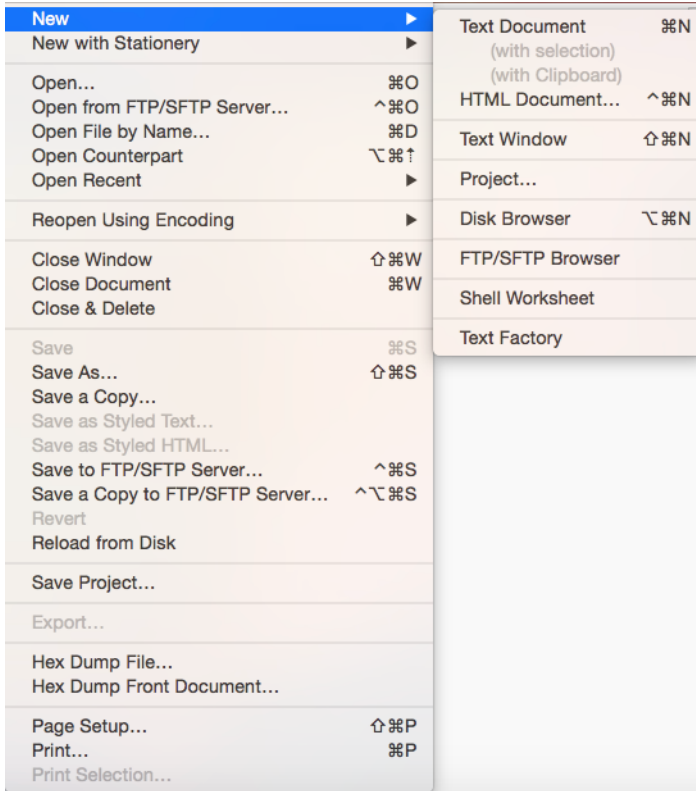 New ▶
New with Stationery ▶
Open... ⌘O
Open from FTP/SFTP Server... ^⌘O
Open File by Name... ⌘D
Open Counterpart ⌥⌘↑
Open Recent ▶
Reopen Using Encoding ▶
Close Window ⇧⌘W
Close Document ⌘W
Close & Delete
Save ⌘S
Save As... ⇧⌘S
Save a Copy...
Save as Styled Text...
Save as Styled HTML...
Save to FTP/SFTP Server... ^⌘S
Save a Copy to FTP/SFTP Server... ^⌥⌘S
Revert
Reload from Disk
Save Project...
Export...
Hex Dump File...
Hex Dump Front Document...
Page Setup... ⇧⌘P
Print... ⌘P
Print Selection...
Text Document ⌘N
(with selection)
(with Clipboard)
HTML Document... ^⌘N
Text Window ⇧⌘N
Project...
Disk Browser ⌥⌘N
FTP/SFTP Browser
Shell Worksheet
Text Factory